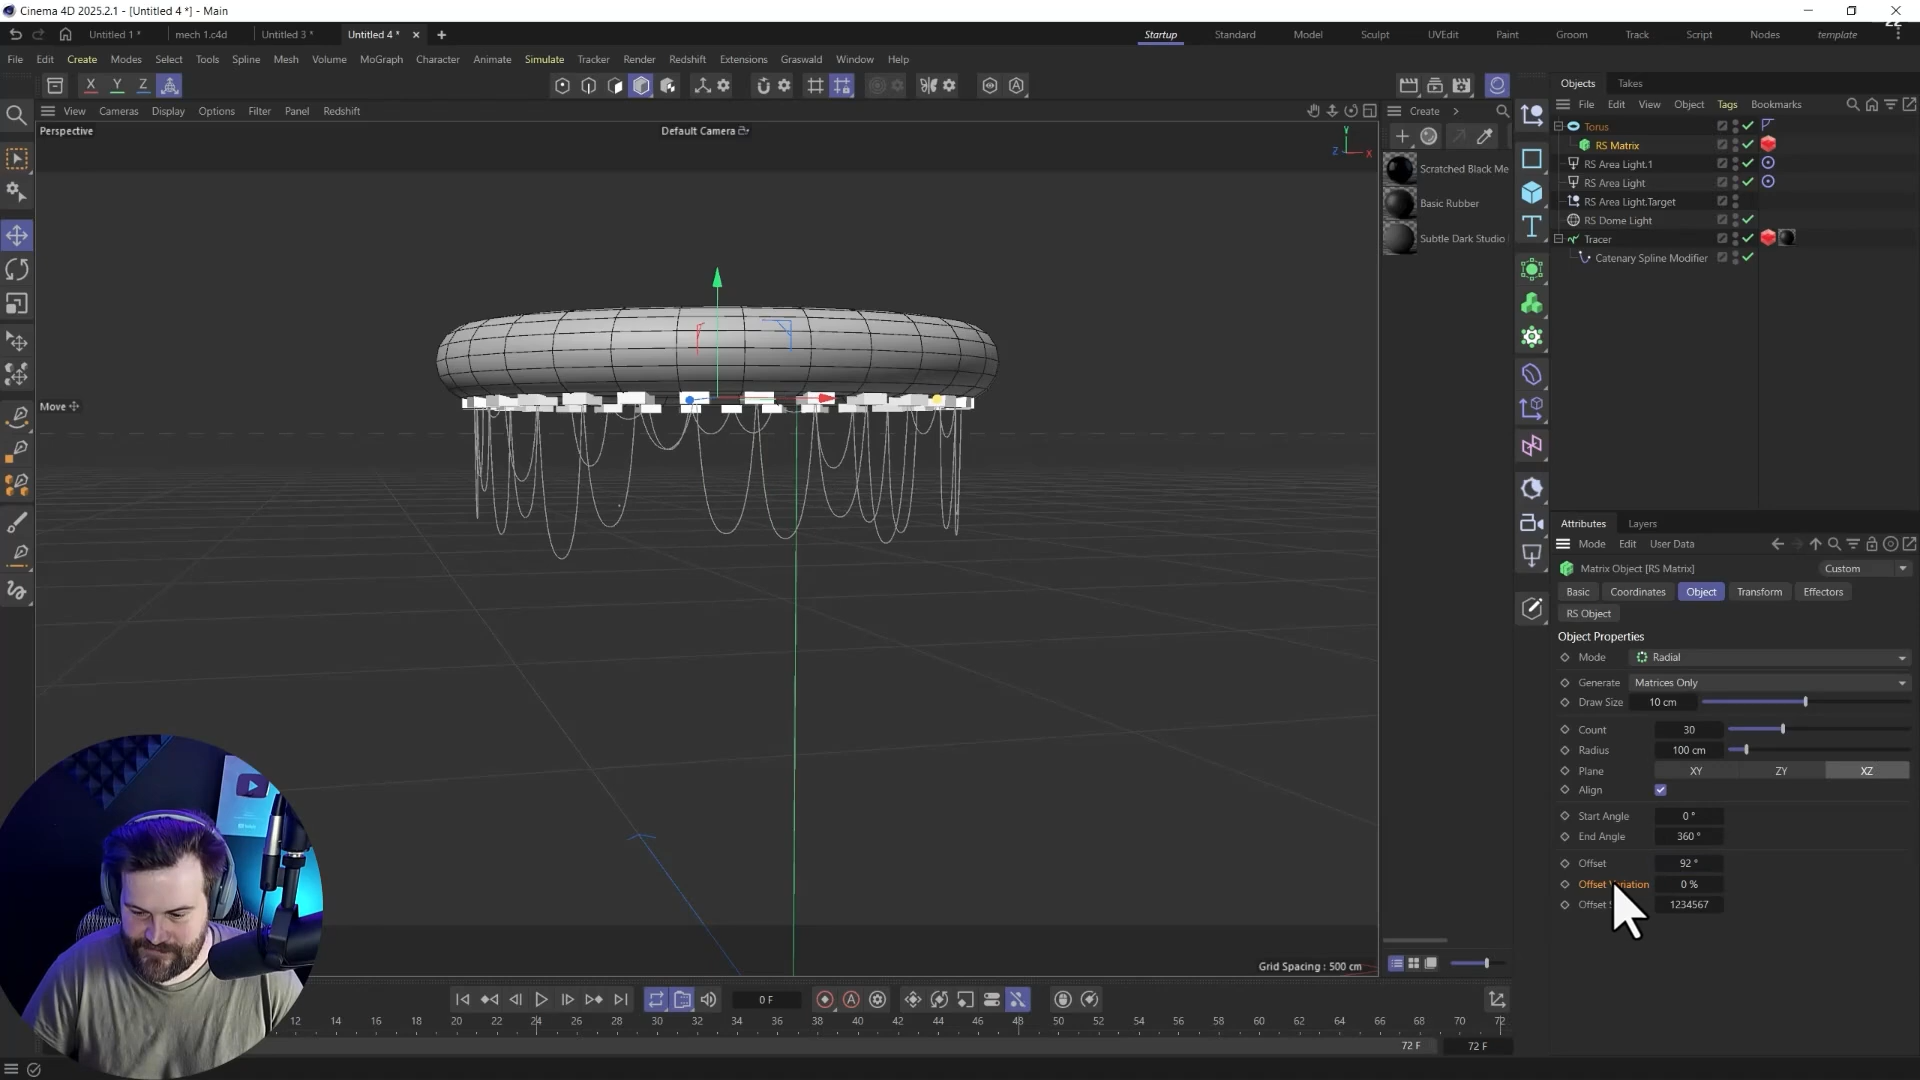 Cinema 4D 2025.2.1 - [Untitled 4 *] - Main
Untitled 1 *
mech 1.c4d
Untitled 3 *
Untitled 4 *
Startup
Standard
Model
Sculpt
UVEdit
Paint
Groom
Track
Script
Nodes
template
File Edit Create Modes Select Tools Spline Mesh Volume MoGraph Character Animate Simulate Tracker Render Redshift Extensions Graswald Window Help
X Y Z
View Cameras Display Options Filter Panel Redshift
Perspective
Default Camera
Y
Z
X
Move
Grid Spacing : 500 cm
Create
Scratched Black Me
Basic Rubber
Subtle Dark Studio
Objects Takes
File Edit View Object Tags Bookmarks
Torus
RS Matrix
RS Area Light.1
RS Area Light
RS Area Light.Target
RS Dome Light
Tracer
Catenary Spline Modifier
Attributes Layers
Mode Edit User Data
Matrix Object [RS Matrix]
Custom
Basic Coordinates Object Transform Effectors
RS Object
Object Properties
Mode Radial
Generate Matrices Only
Draw Size 10 cm
Count 30
Radius 100 cm
Plane XY ZY XZ
Align
Start Angle 0 °
End Angle 360 °
Offset 92 °
Offset Variation 0 %
Offset 1234567
0 F
12 14 16 18 20 22 24 26 28 30 32 34 36 38 40 42 44 46 48 50 52 54 56 58 60 62 64 66 68 70 72
72 F
72 F